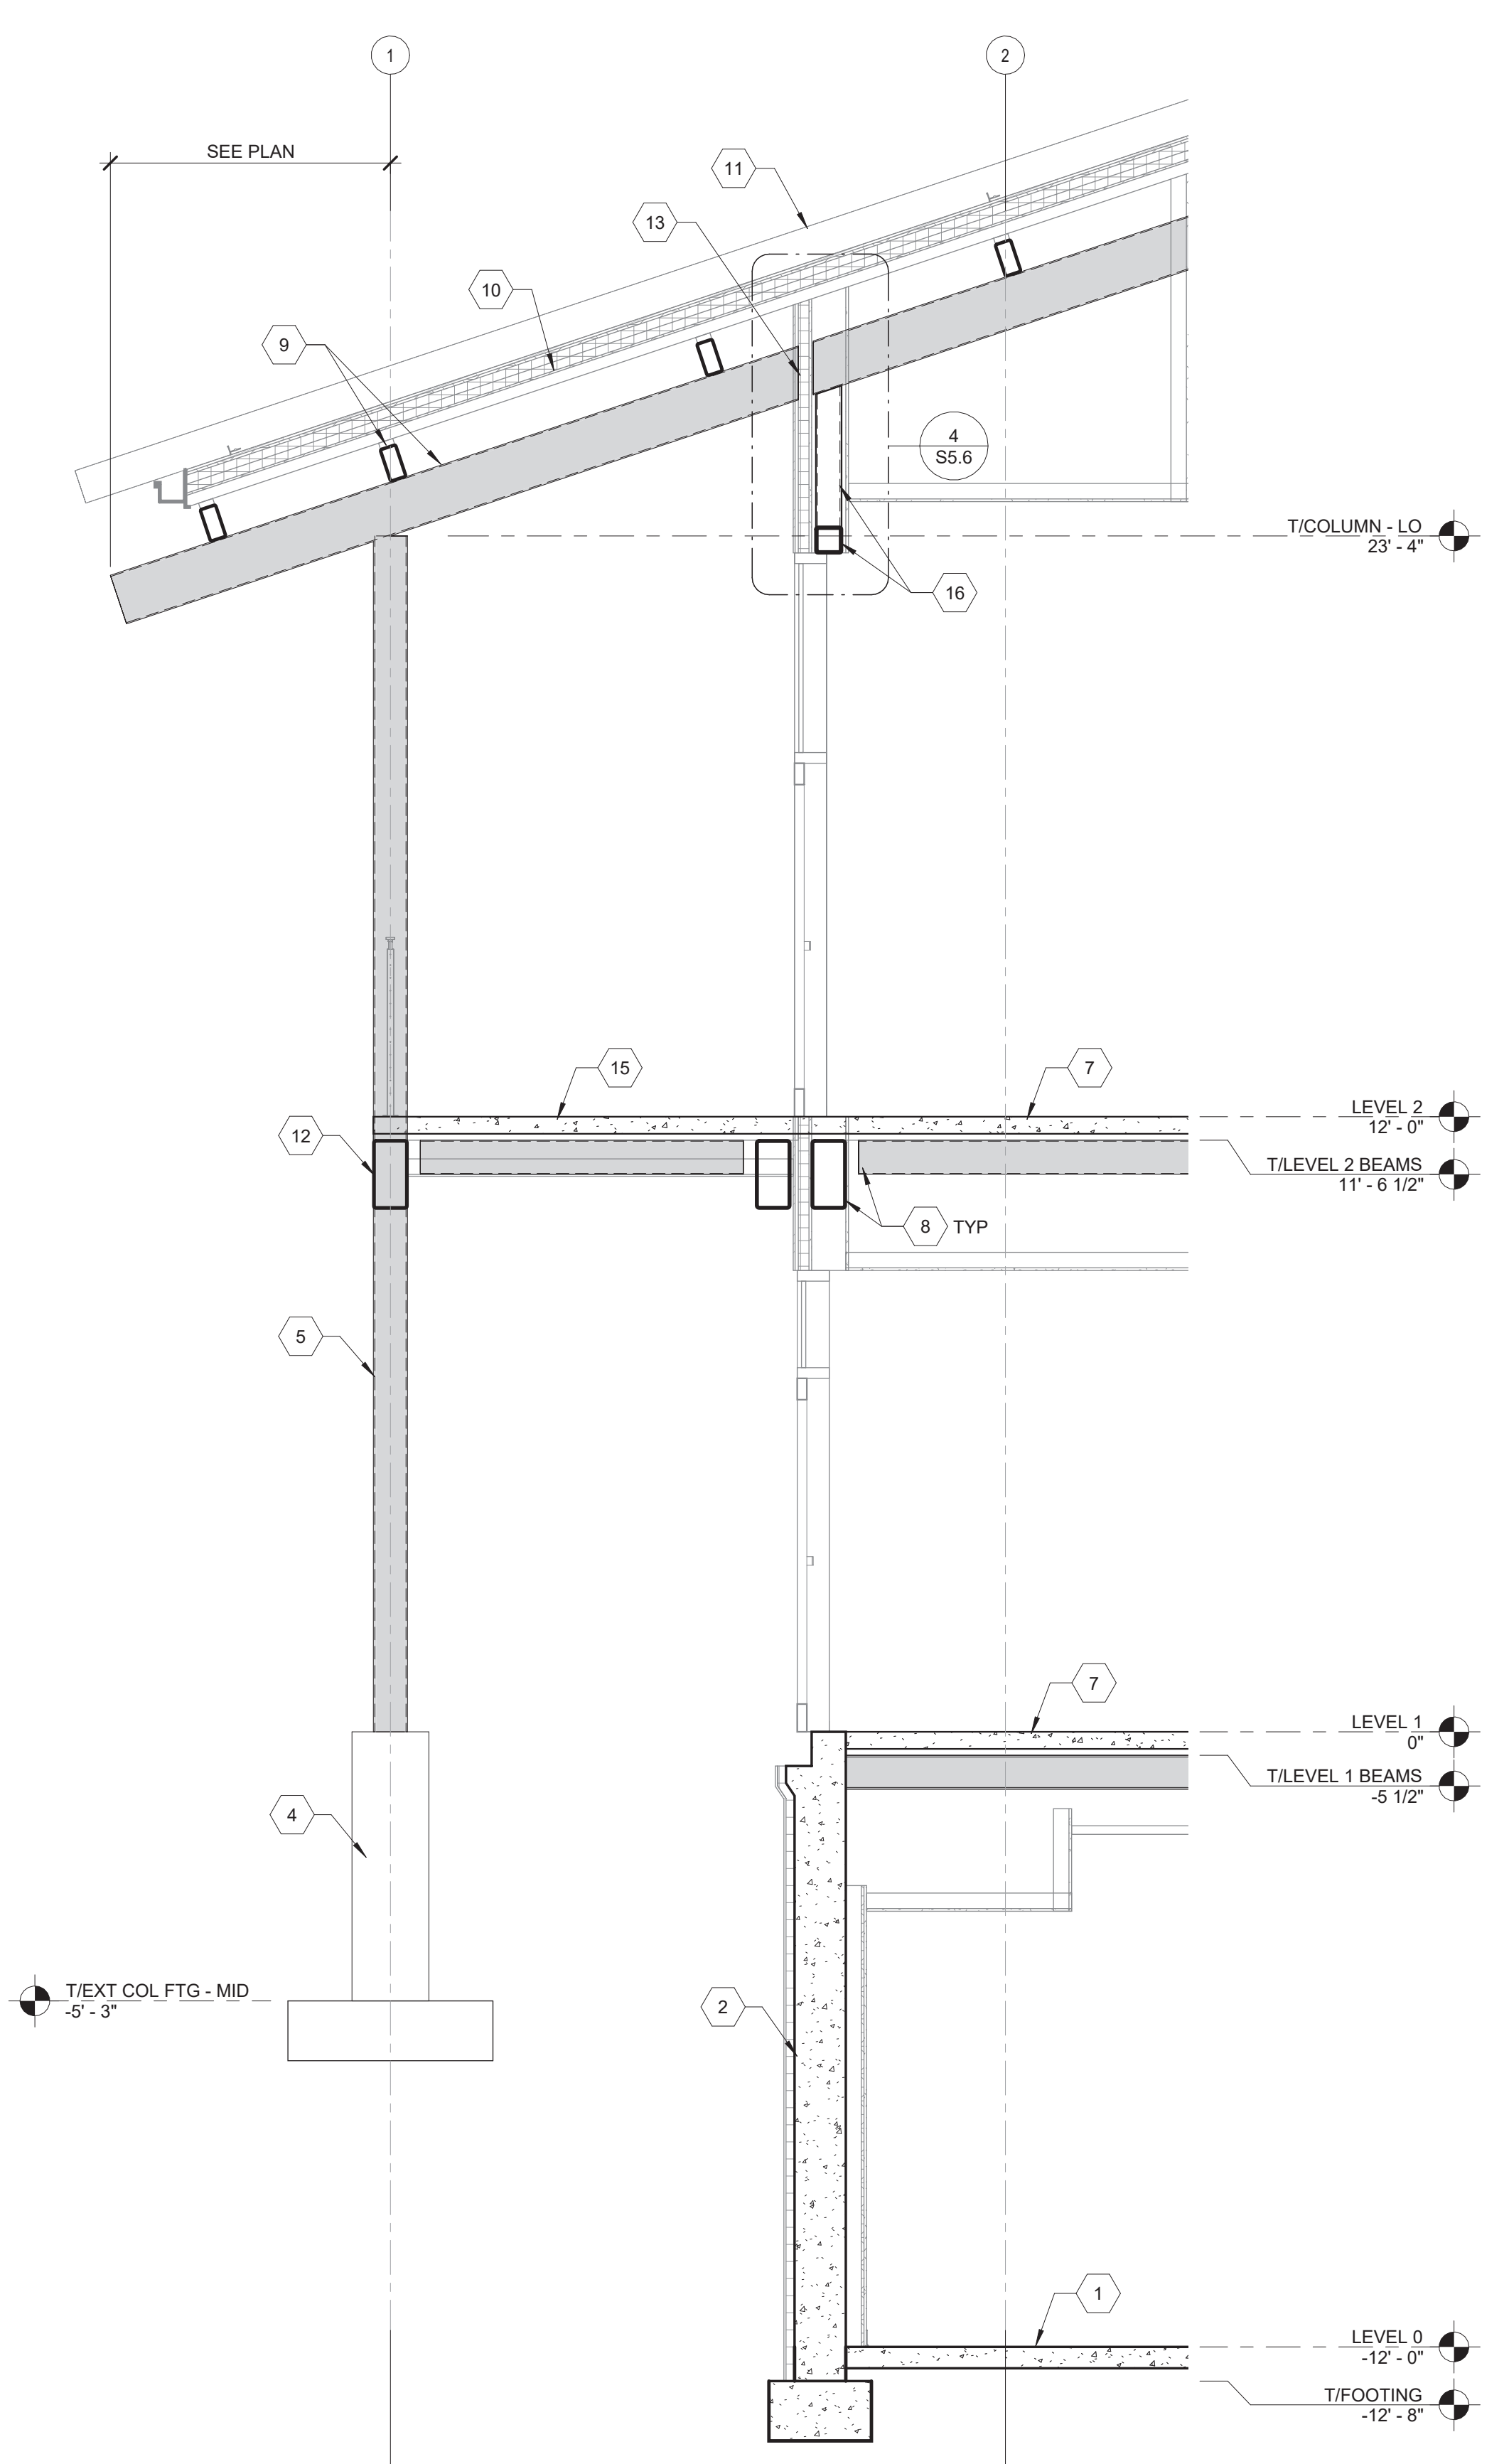 1
2
SEE PLAN
11
13
10
9
4
S5.6
T/COLUMN - LO
23' - 4"
16
15
7
LEVEL 2
12' - 0"
12
T/LEVEL 2 BEAMS
11' - 6 1/2"
8 TYP
5
7
LEVEL 1
0"
T/LEVEL 1 BEAMS
-5 1/2"
4
T/EXT COL FTG - MID
-5' - 3"
2
1
LEVEL 0
-12' - 0"
T/FOOTING
-12' - 8"